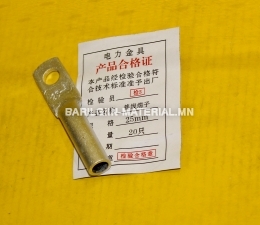 电力金具
产品合格证
本产品经检验合格符
合技术标准准予出厂
检验员
格 25mm
量 20只
检验合格章
BARILGIIN-MATERIAL.MN